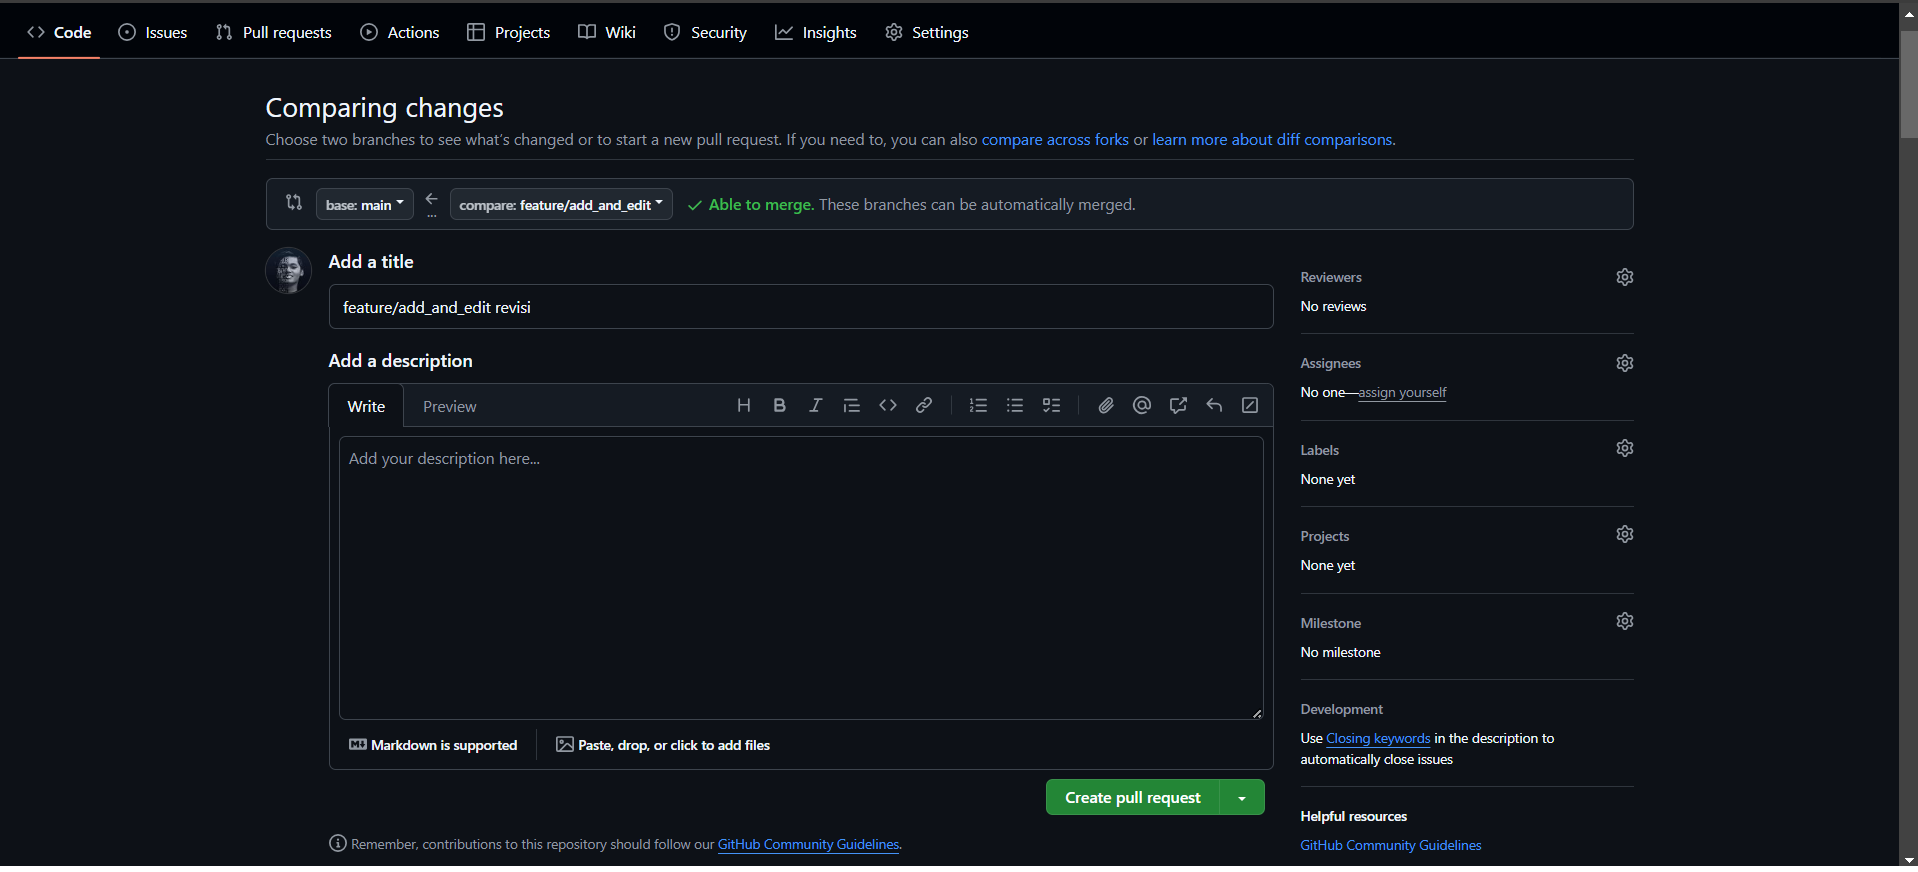 Code Issues Pull requests Actions Projects Wiki Security Insights Settings
Comparing changes
Choose two branches to see what's changed or to start a new pull request. If you need to, you can also compare across forks or learn more about diff comparisons.
base: main ... compare: feature/add_and_edit Able to merge. These branches can be automatically merged.
Add a title
feature/add_and_edit revisi
Add a description
Write Preview
Add your description here...
Markdown is supported Paste, drop, or click to add files
Create pull request
Remember, contributions to this repository should follow our GitHub Community Guidelines.
Reviewers
No reviews
Assignees
No one—assign yourself
Labels
None yet
Projects
None yet
Milestone
No milestone
Development
Use Closing keywords in the description to
automatically close issues
Helpful resources
GitHub Community Guidelines